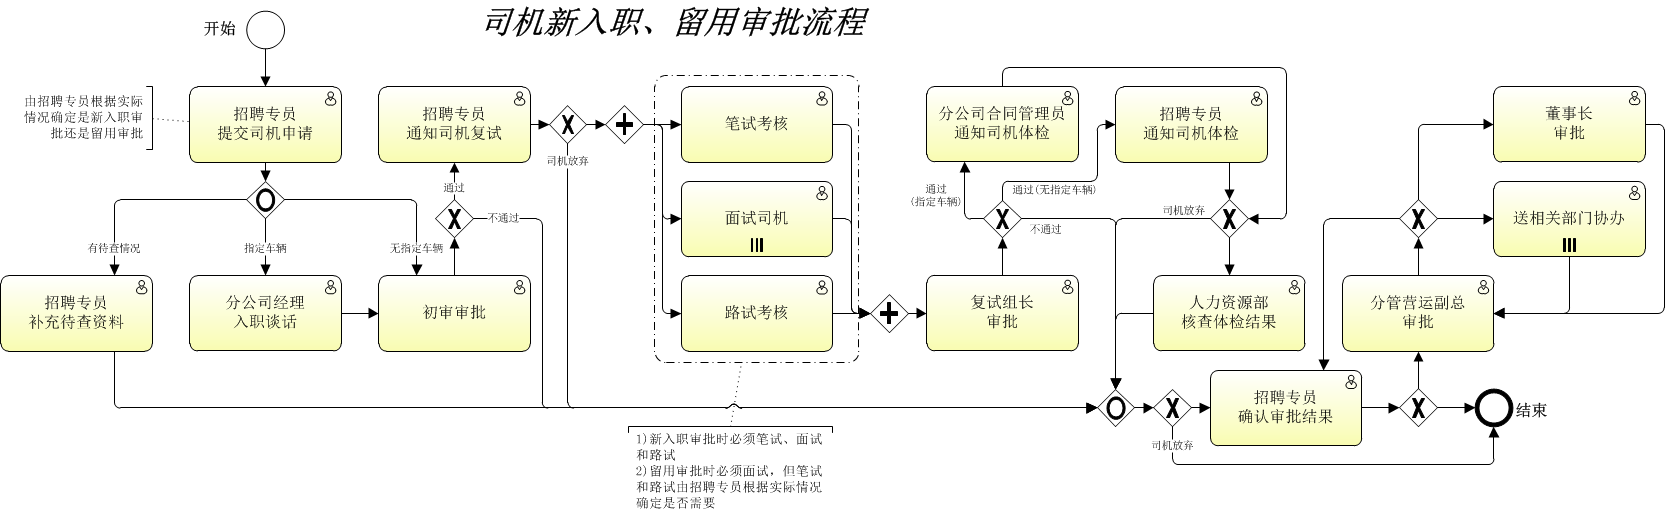 司机新入职、留用审批流程
开始
由招聘专员根据实际
情况确定是新入职审
批还是留用审批
招聘专员
提交司机申请
有待查情况
指定车辆
无指定车辆
招聘专员
补充待查资料
分公司经理
入职谈话
初审审批
通过
不通过
招聘专员
通知司机复试
司机放弃
笔试考核
面试司机
路试考核
1)新入职审批时必须笔试、面试
和路试
2)留用审批时必须面试，但笔试
和路试由招聘专员根据实际情况
确定是否需要
复试组长
审批
通过
(指定车辆)
通过(无指定车辆)
不通过
分公司合同管理员
通知司机体检
招聘专员
通知司机体检
司机放弃
人力资源部
核查体检结果
司机放弃
招聘专员
确认审批结果
分管营运副总
审批
董事长
审批
送相关部门协办
结束